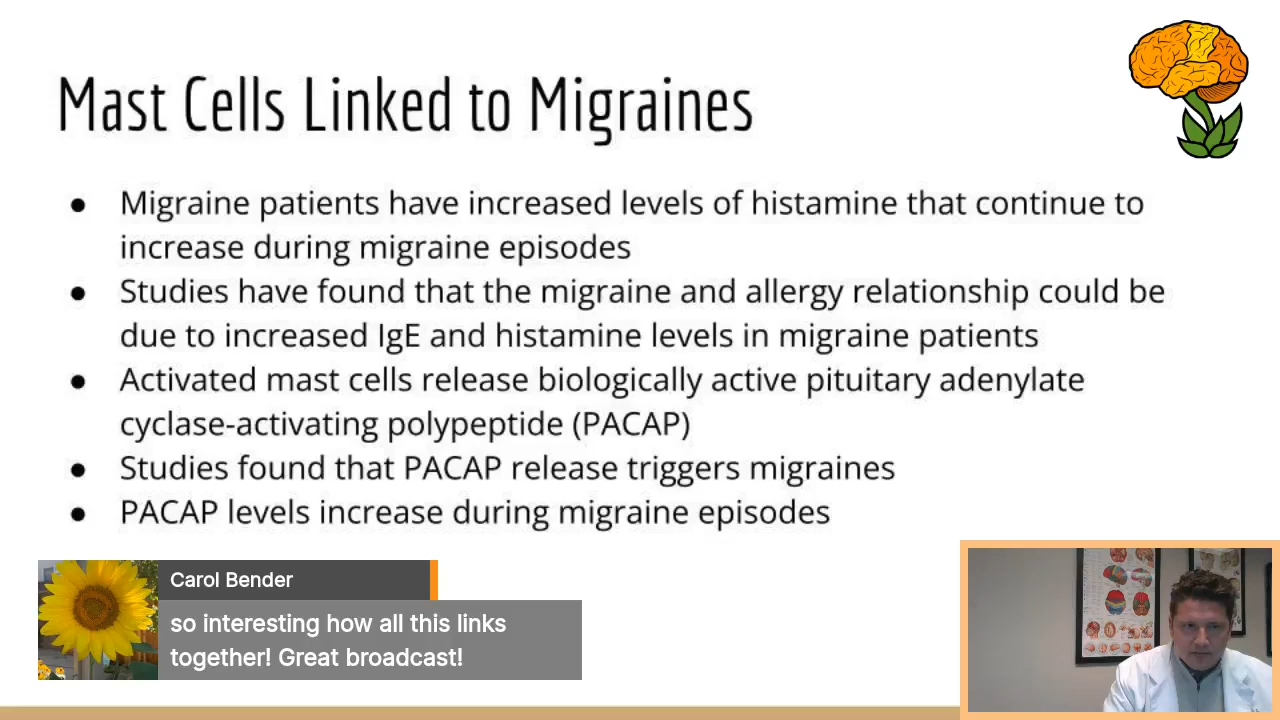 Mast Cells Linked to Migraines
● Migraine patients have increased levels of histamine that continue to
increase during migraine episodes
● Studies have found that the migraine and allergy relationship could be
due to increased IgE and histamine levels in migraine patients
● Activated mast cells release biologically active pituitary adenylate
cyclase-activating polypeptide (PACAP)
● Studies found that PACAP release triggers migraines
● PACAP levels increase during migraine episodes
Carol Bender
so interesting how all this links
together! Great broadcast!